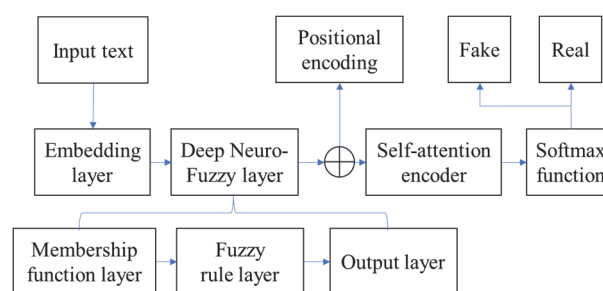 Input text
Positional
encoding
Fake
Real
Embedding
layer
Deep Neuro-
Fuzzy layer
Self-attention
encoder
Softmax
function
Membership
function layer
Fuzzy
rule layer
Output layer